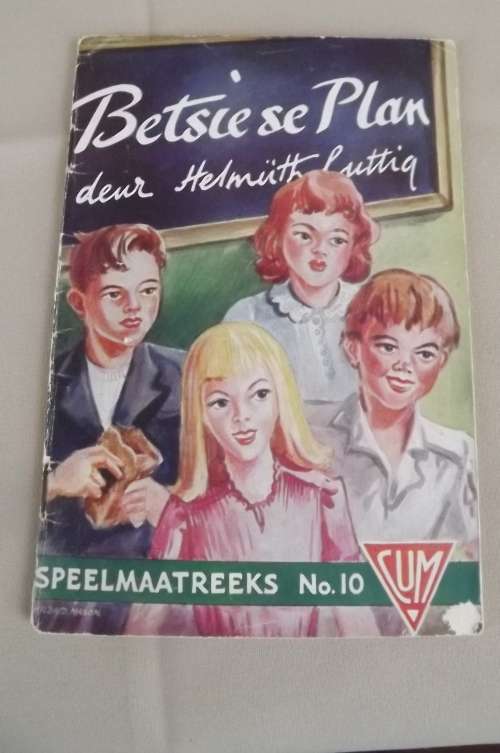 Betsie se Plan
deur Helmüth Luttig
SPEELMAATREEKS No.10
CUM